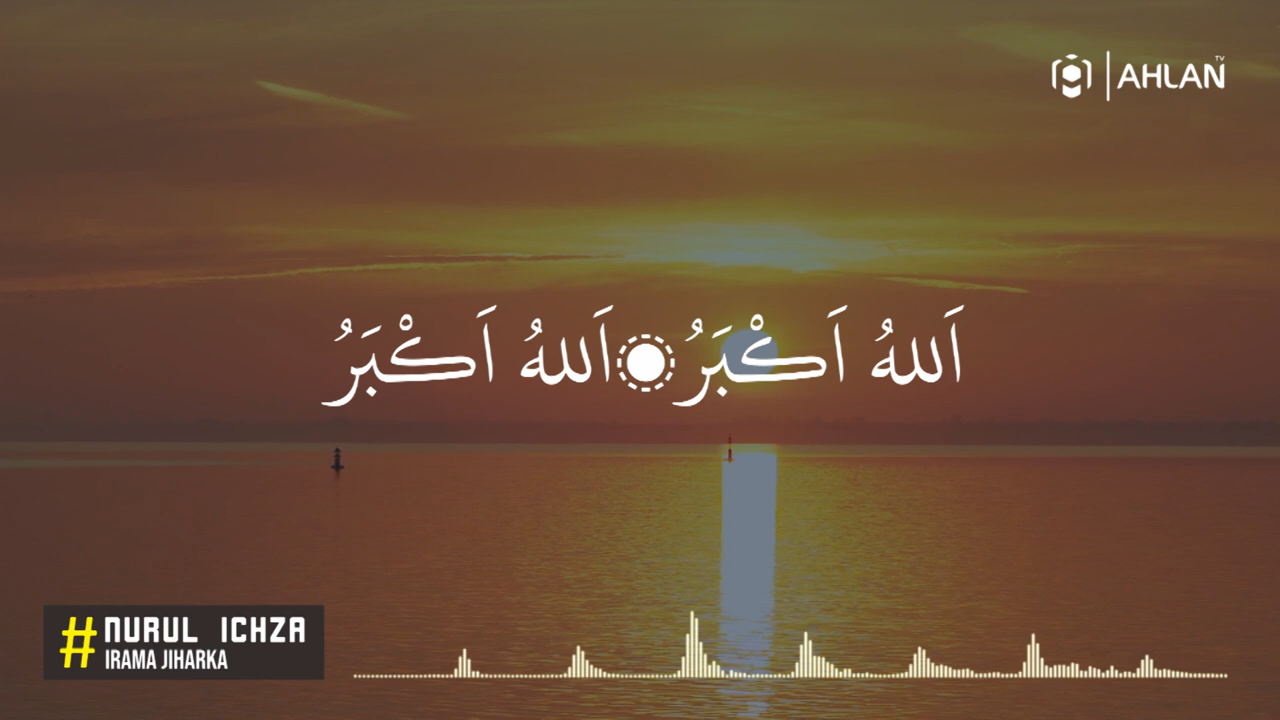 AHLAN TV
اَللهُ اَكْبَرُ اَللهُ اَكْبَرُ
# NURUL ICHZA
IRAMA JIHARKA